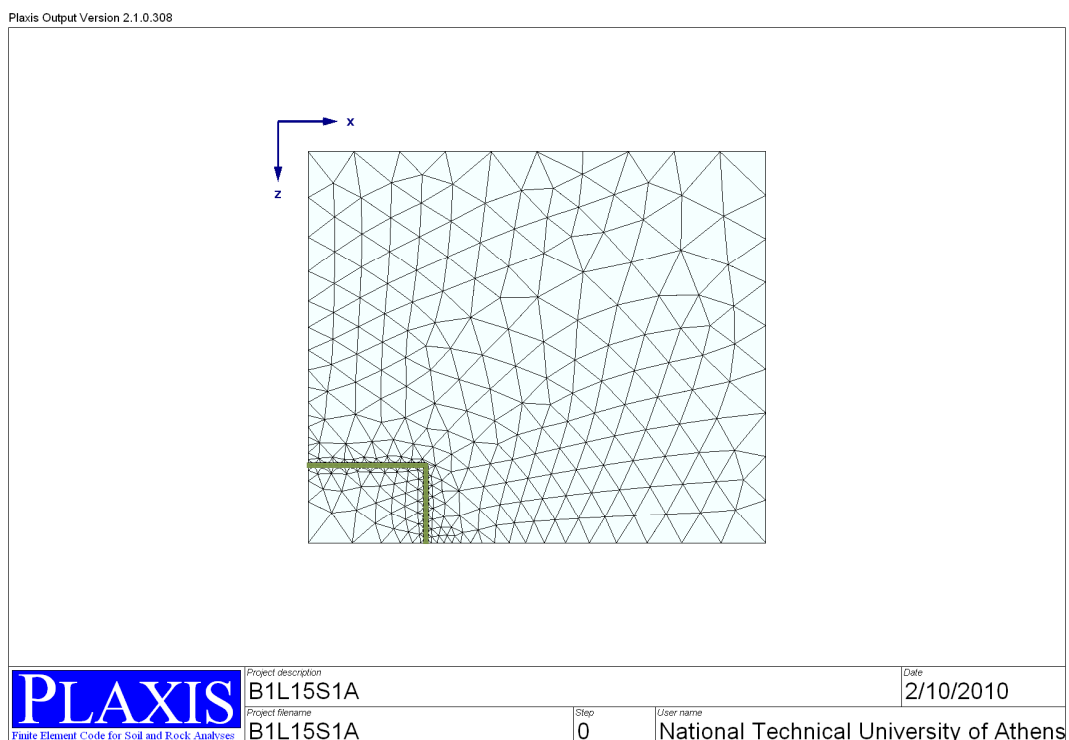 Plaxis Output Version 2.1.0.308
x
z
PLAXIS
Finite Element Code for Soil and Rock Analyses
Project description
B1L15S1A
Date
2/10/2010
Project filename
B1L15S1A
Step
0
User name
National Technical University of Athens